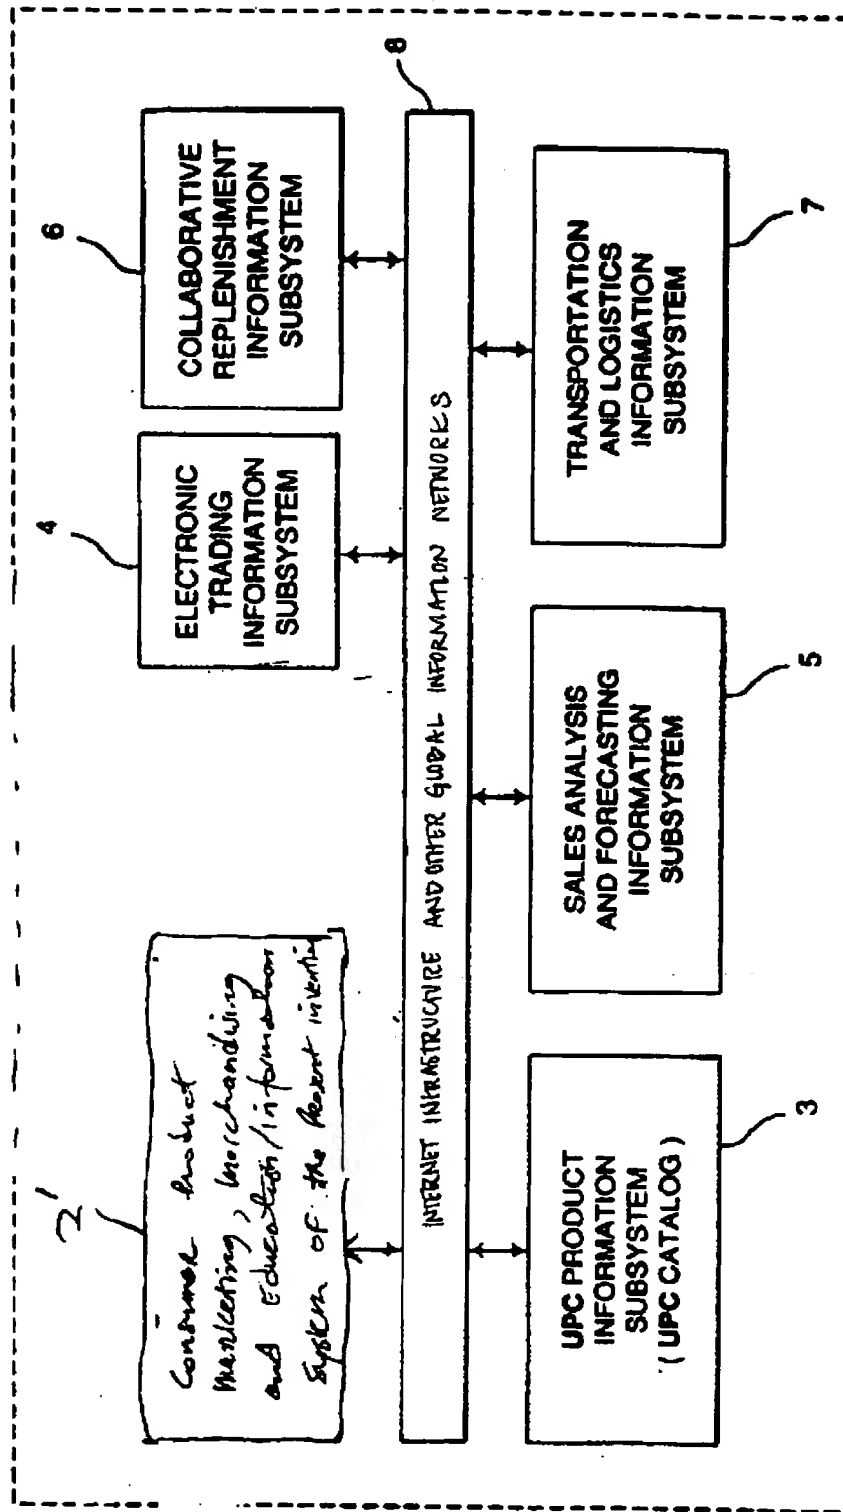 2'
Consumer Product
Marketing, Merchandising
and Education/Information
System of the Present invention
4
ELECTRONIC
TRADING
INFORMATION
SUBSYSTEM
6
COLLABORATIVE
REPLENISHMENT
INFORMATION
SUBSYSTEM
8
INTERNET INFRASTRUCTURE AND OTHER GLOBAL INFORMATION NETWORKS
UPC PRODUCT
INFORMATION
SUBSYSTEM
( UPC CATALOG )
3
SALES ANALYSIS
AND FORECASTING
INFORMATION
SUBSYSTEM
5
TRANSPORTATION
AND LOGISTICS
INFORMATION
SUBSYSTEM
7